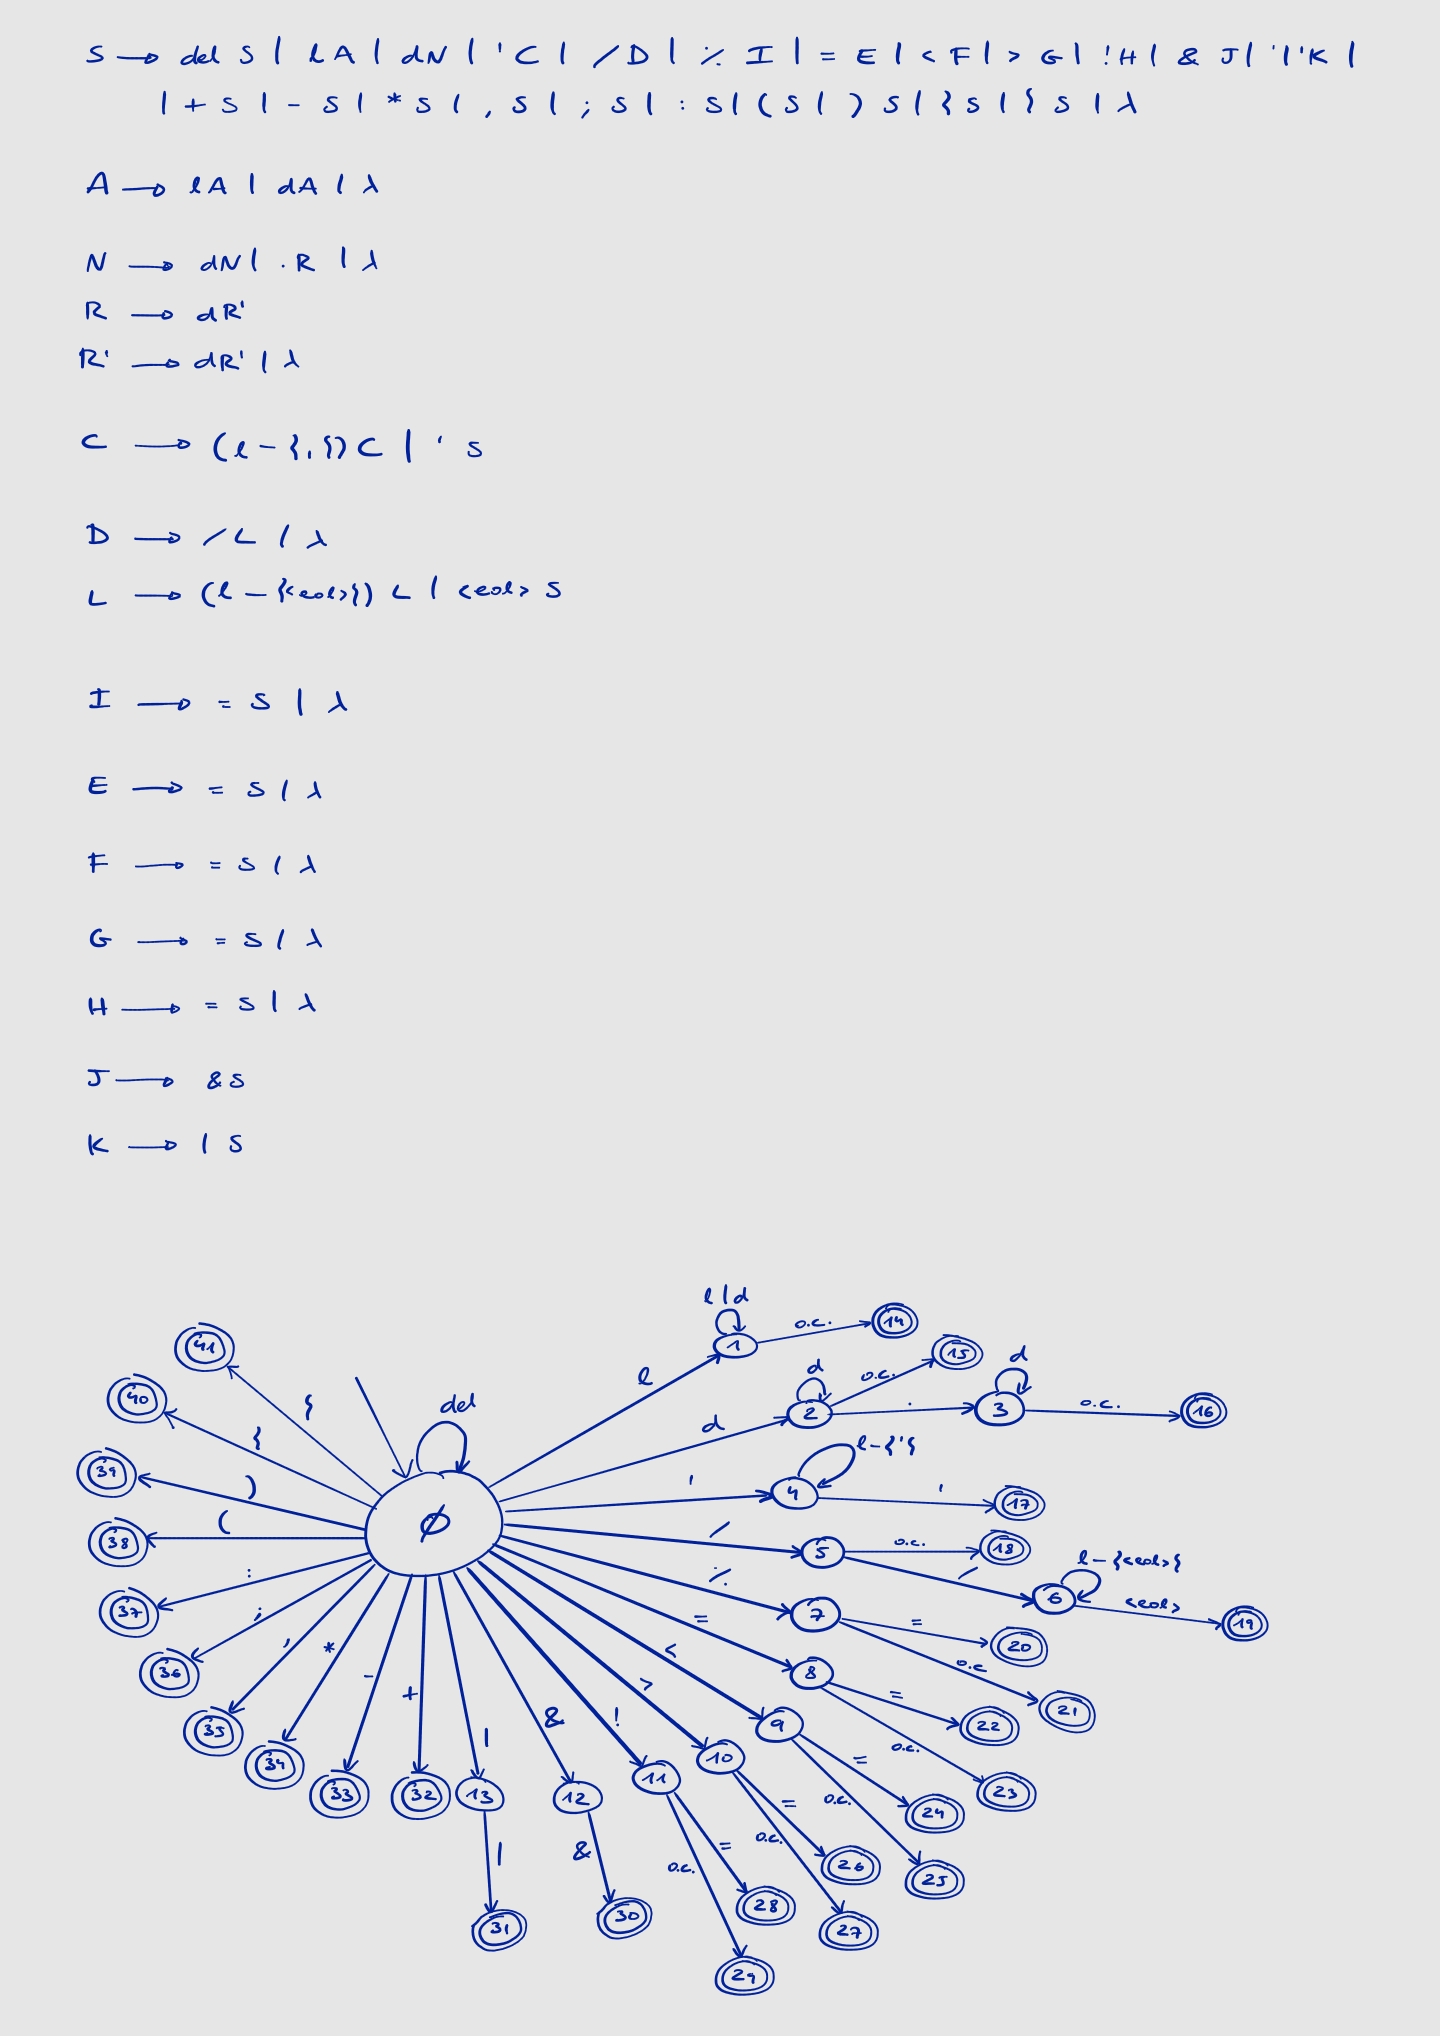 S → del S | lA | dN | 'C | /D | % I | = E | < F | > G | !H | & J | '|'K |
| + S | - S | * S | , S | ; S | : S | ( S | ) S | { S | } S | λ
A → lA | dA | λ
N → dN | .R | λ
R → dR'
R' → dR' | λ
C → (l-{'}) C | ' S
D → /L | λ
L → (l-{<eol>}) L | <eol> S
I → = S | λ
E → = S | λ
F → = S | λ
G → = S | λ
H → = S | λ
J → &S
K → | S
l|d
l 1 o.c. 14
d d 2 o.c. 15
. 3 d o.c. 16
' 4 l-{'} ' 17
/ 5 o.c. 18
/ 6 l-{<eol>} <eol> 19
% 7 = 20
o.c 21
= 8 = 22
o.c. 23
< 9 = 24
o.c. 25
> 10 = 26
o.c. 27
! 11 = 28
o.c. 29
& 12 & 30
| 13 | 31
+ 32
- 33
* 34
, 35
; 36
: 37
( 38
) 39
{ 40
} 41
del
Ø